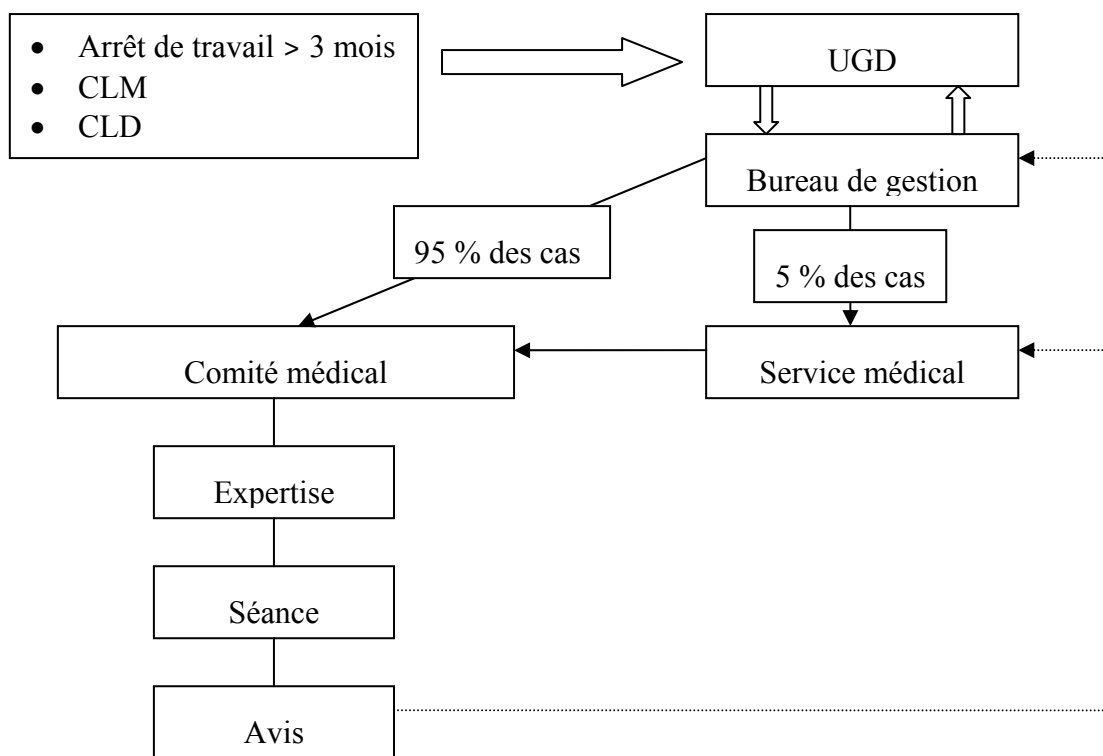 • Arrêt de travail > 3 mois
• CLM
• CLD
UGD
Bureau de gestion
95 % des cas
5 % des cas
Comité médical
Service médical
Expertise
Séance
Avis